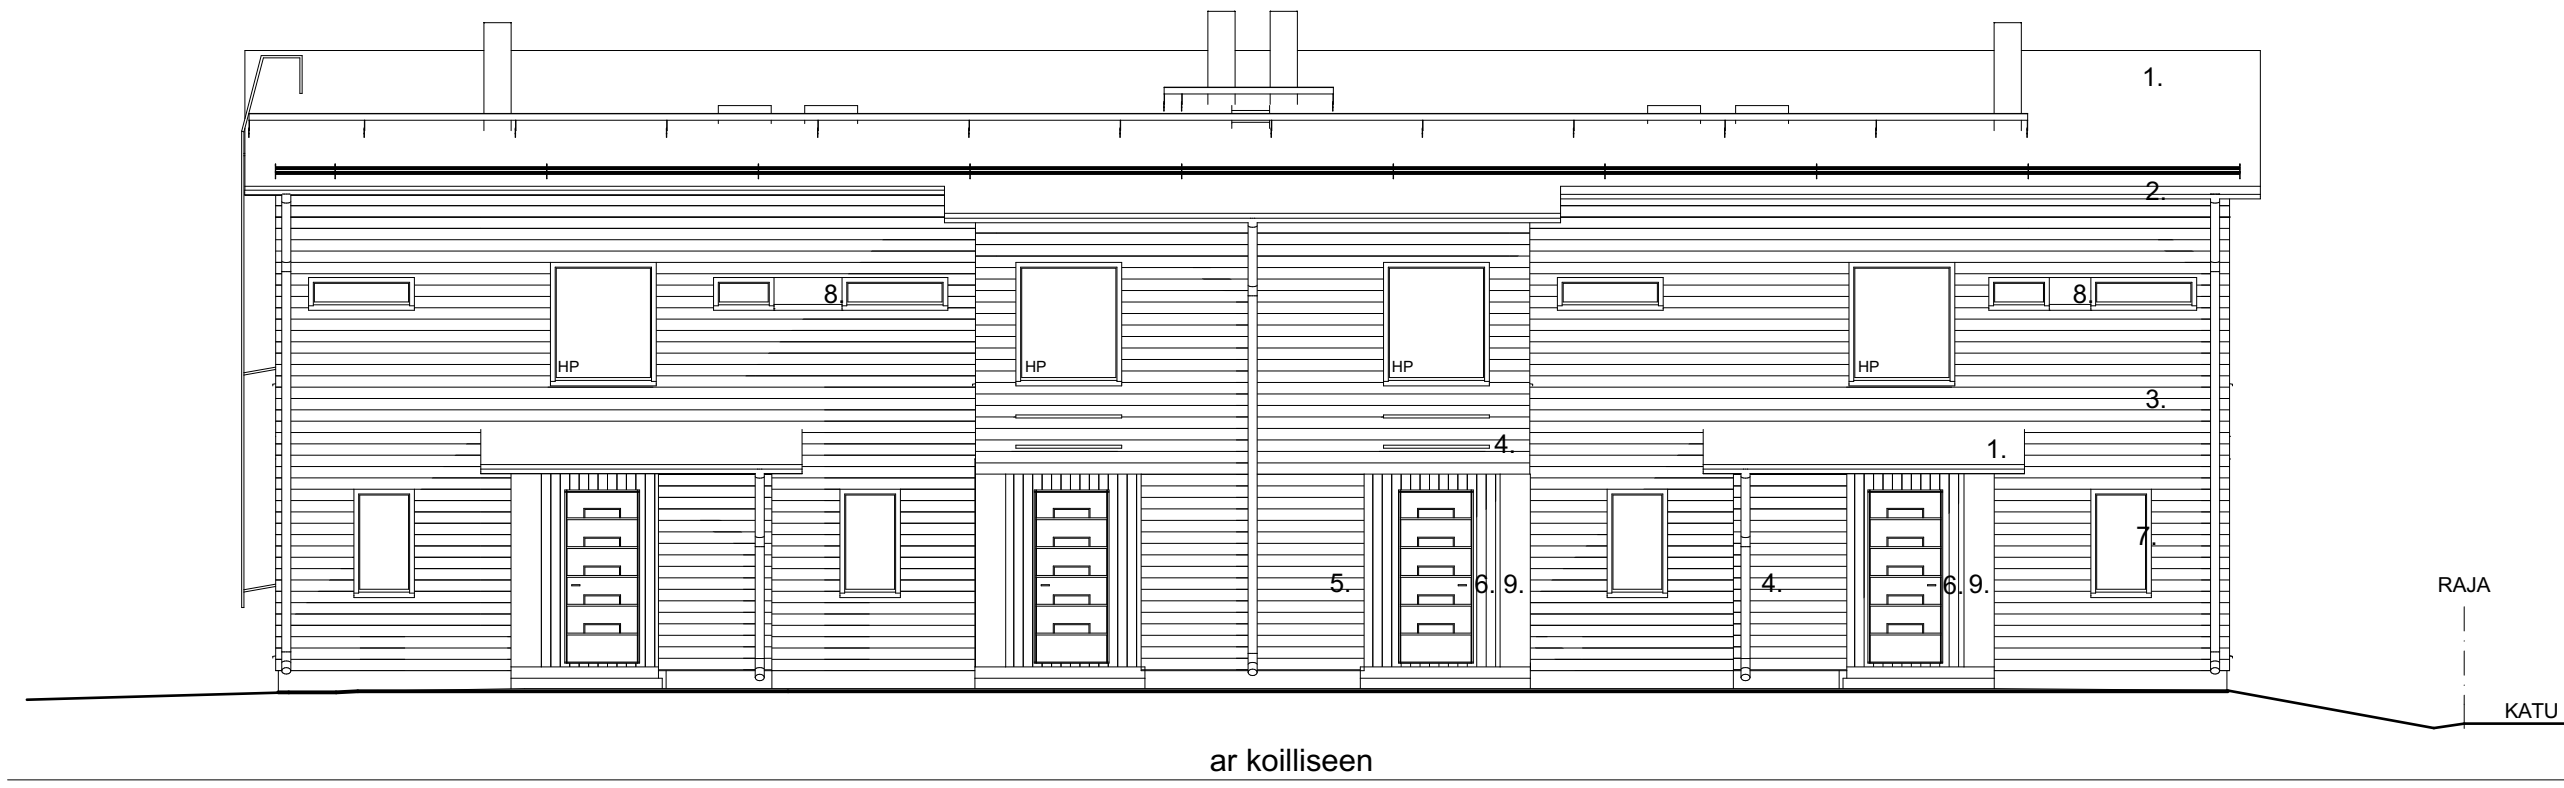 1.
2.
8.
8.
HP
HP
HP
HP
3.
4.
1.
7.
5.
6.
9.
4.
6.
9.
RAJA
KATU
ar koilliseen